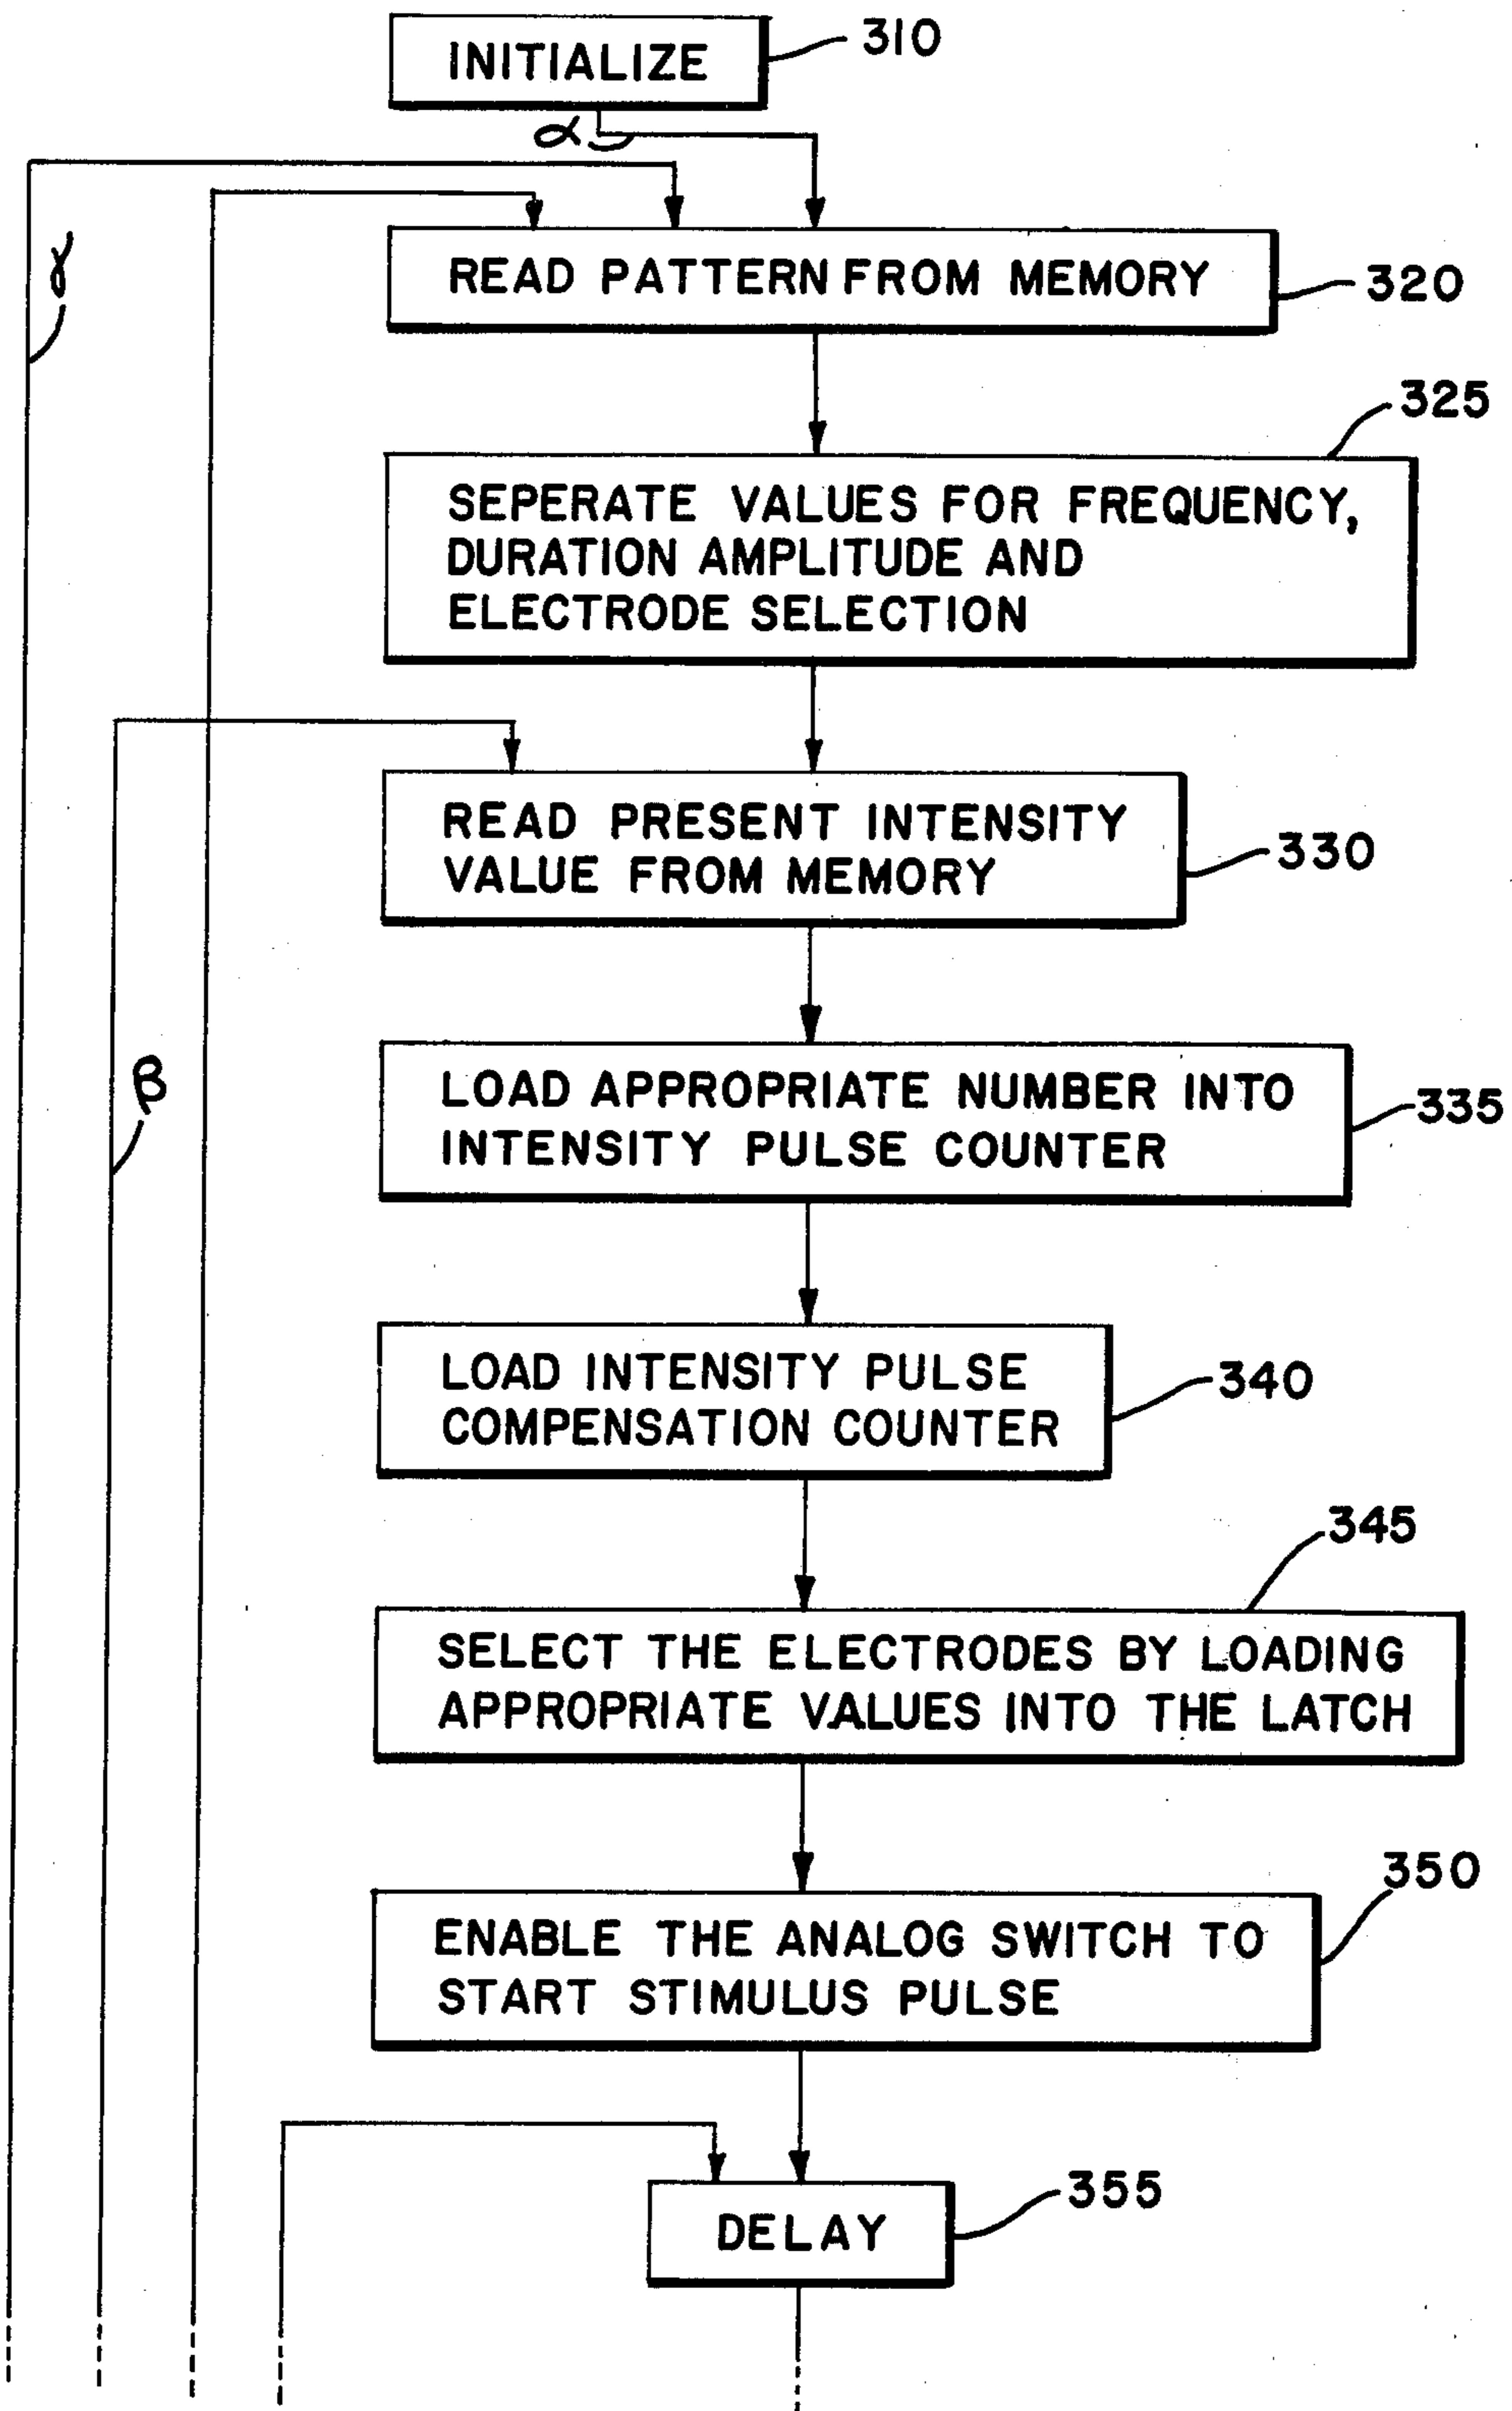 INITIALIZE
310
α
γ
READ PATTERN FROM MEMORY
320
325
SEPERATE VALUES FOR FREQUENCY,
DURATION AMPLITUDE AND
ELECTRODE SELECTION
READ PRESENT INTENSITY
VALUE FROM MEMORY
330
β
LOAD APPROPRIATE NUMBER INTO
INTENSITY PULSE COUNTER
335
LOAD INTENSITY PULSE
COMPENSATION COUNTER
340
345
SELECT THE ELECTRODES BY LOADING
APPROPRIATE VALUES INTO THE LATCH
350
ENABLE THE ANALOG SWITCH TO
START STIMULUS PULSE
355
DELAY